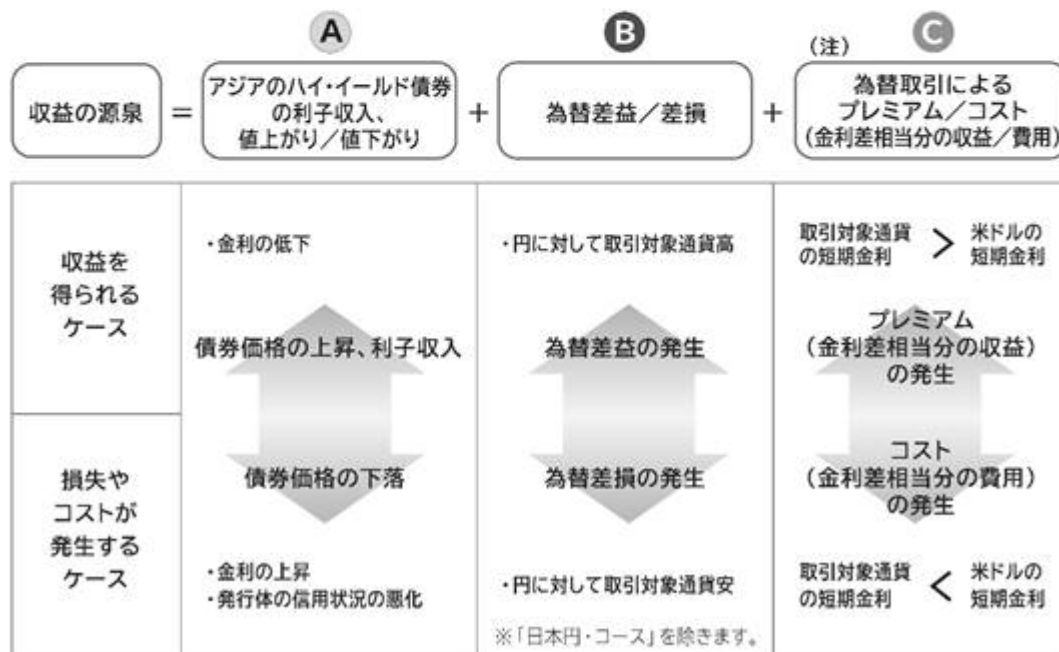 A
B
(注)
C
収益の源泉
=
アジアのハイ・イールド債券
の利子収入、
値上がり/値下がり
+
為替差益/差損
+
為替取引による
プレミアム/コスト
(金利差相当分の収益/費用)
収益を
得られる
ケース
・金利の低下
債券価格の上昇、利子収入
・円に対して取引対象通貨高
為替差益の発生
取引対象通貨
の短期金利
>
米ドルの
短期金利
プレミアム
(金利差相当分の収益)
の発生
損失や
コストが
発生する
ケース
債券価格の下落
・金利の上昇
・発行体の信用状況の悪化
為替差損の発生
・円に対して取引対象通貨安
※「日本円・コース」を除きます。
コスト
(金利差相当分の費用)
の発生
取引対象通貨
の短期金利
<
米ドルの
短期金利